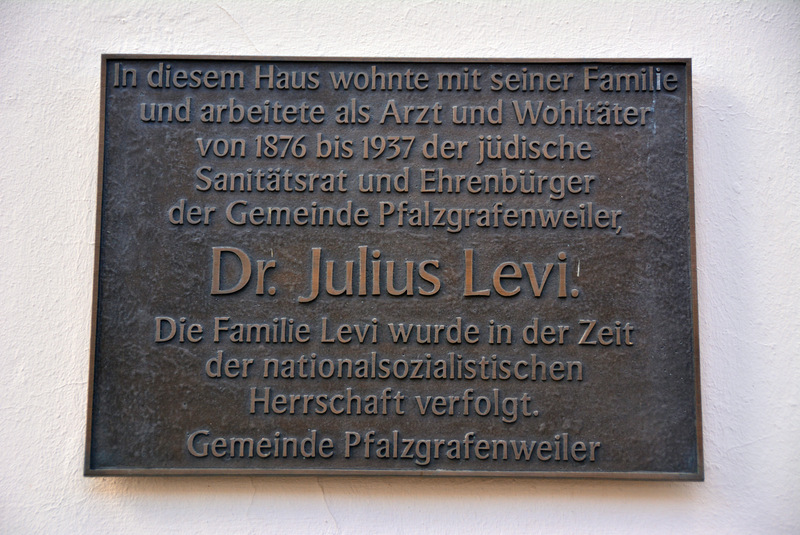 In diesem Haus wohnte mit seiner Familie
und arbeitete als Arzt und Wohltäter
von 1876 bis 1937 der jüdische
Sanitätsrat und Ehrenbürger
der Gemeinde Pfalzgrafenweiler,
Dr. Julius Levi.
Die Familie Levi wurde in der Zeit
der nationalsozialistischen
Herrschaft verfolgt.
Gemeinde Pfalzgrafenweiler